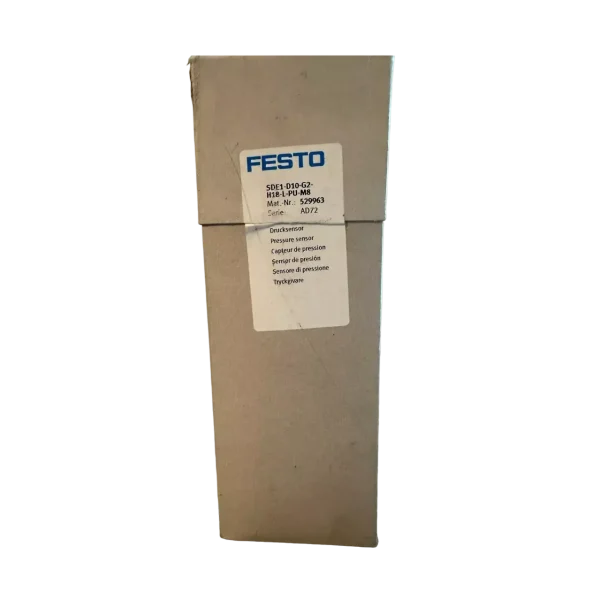 FESTO
SDE1-D10-G2-
H18-L-PU-M8
Mat.-Nr.: 529963
Serie AD72
Drucksensor
Pressure sensor
Capteur de pression
Sensor de presión
Sensore di pressione
Tryckgivare